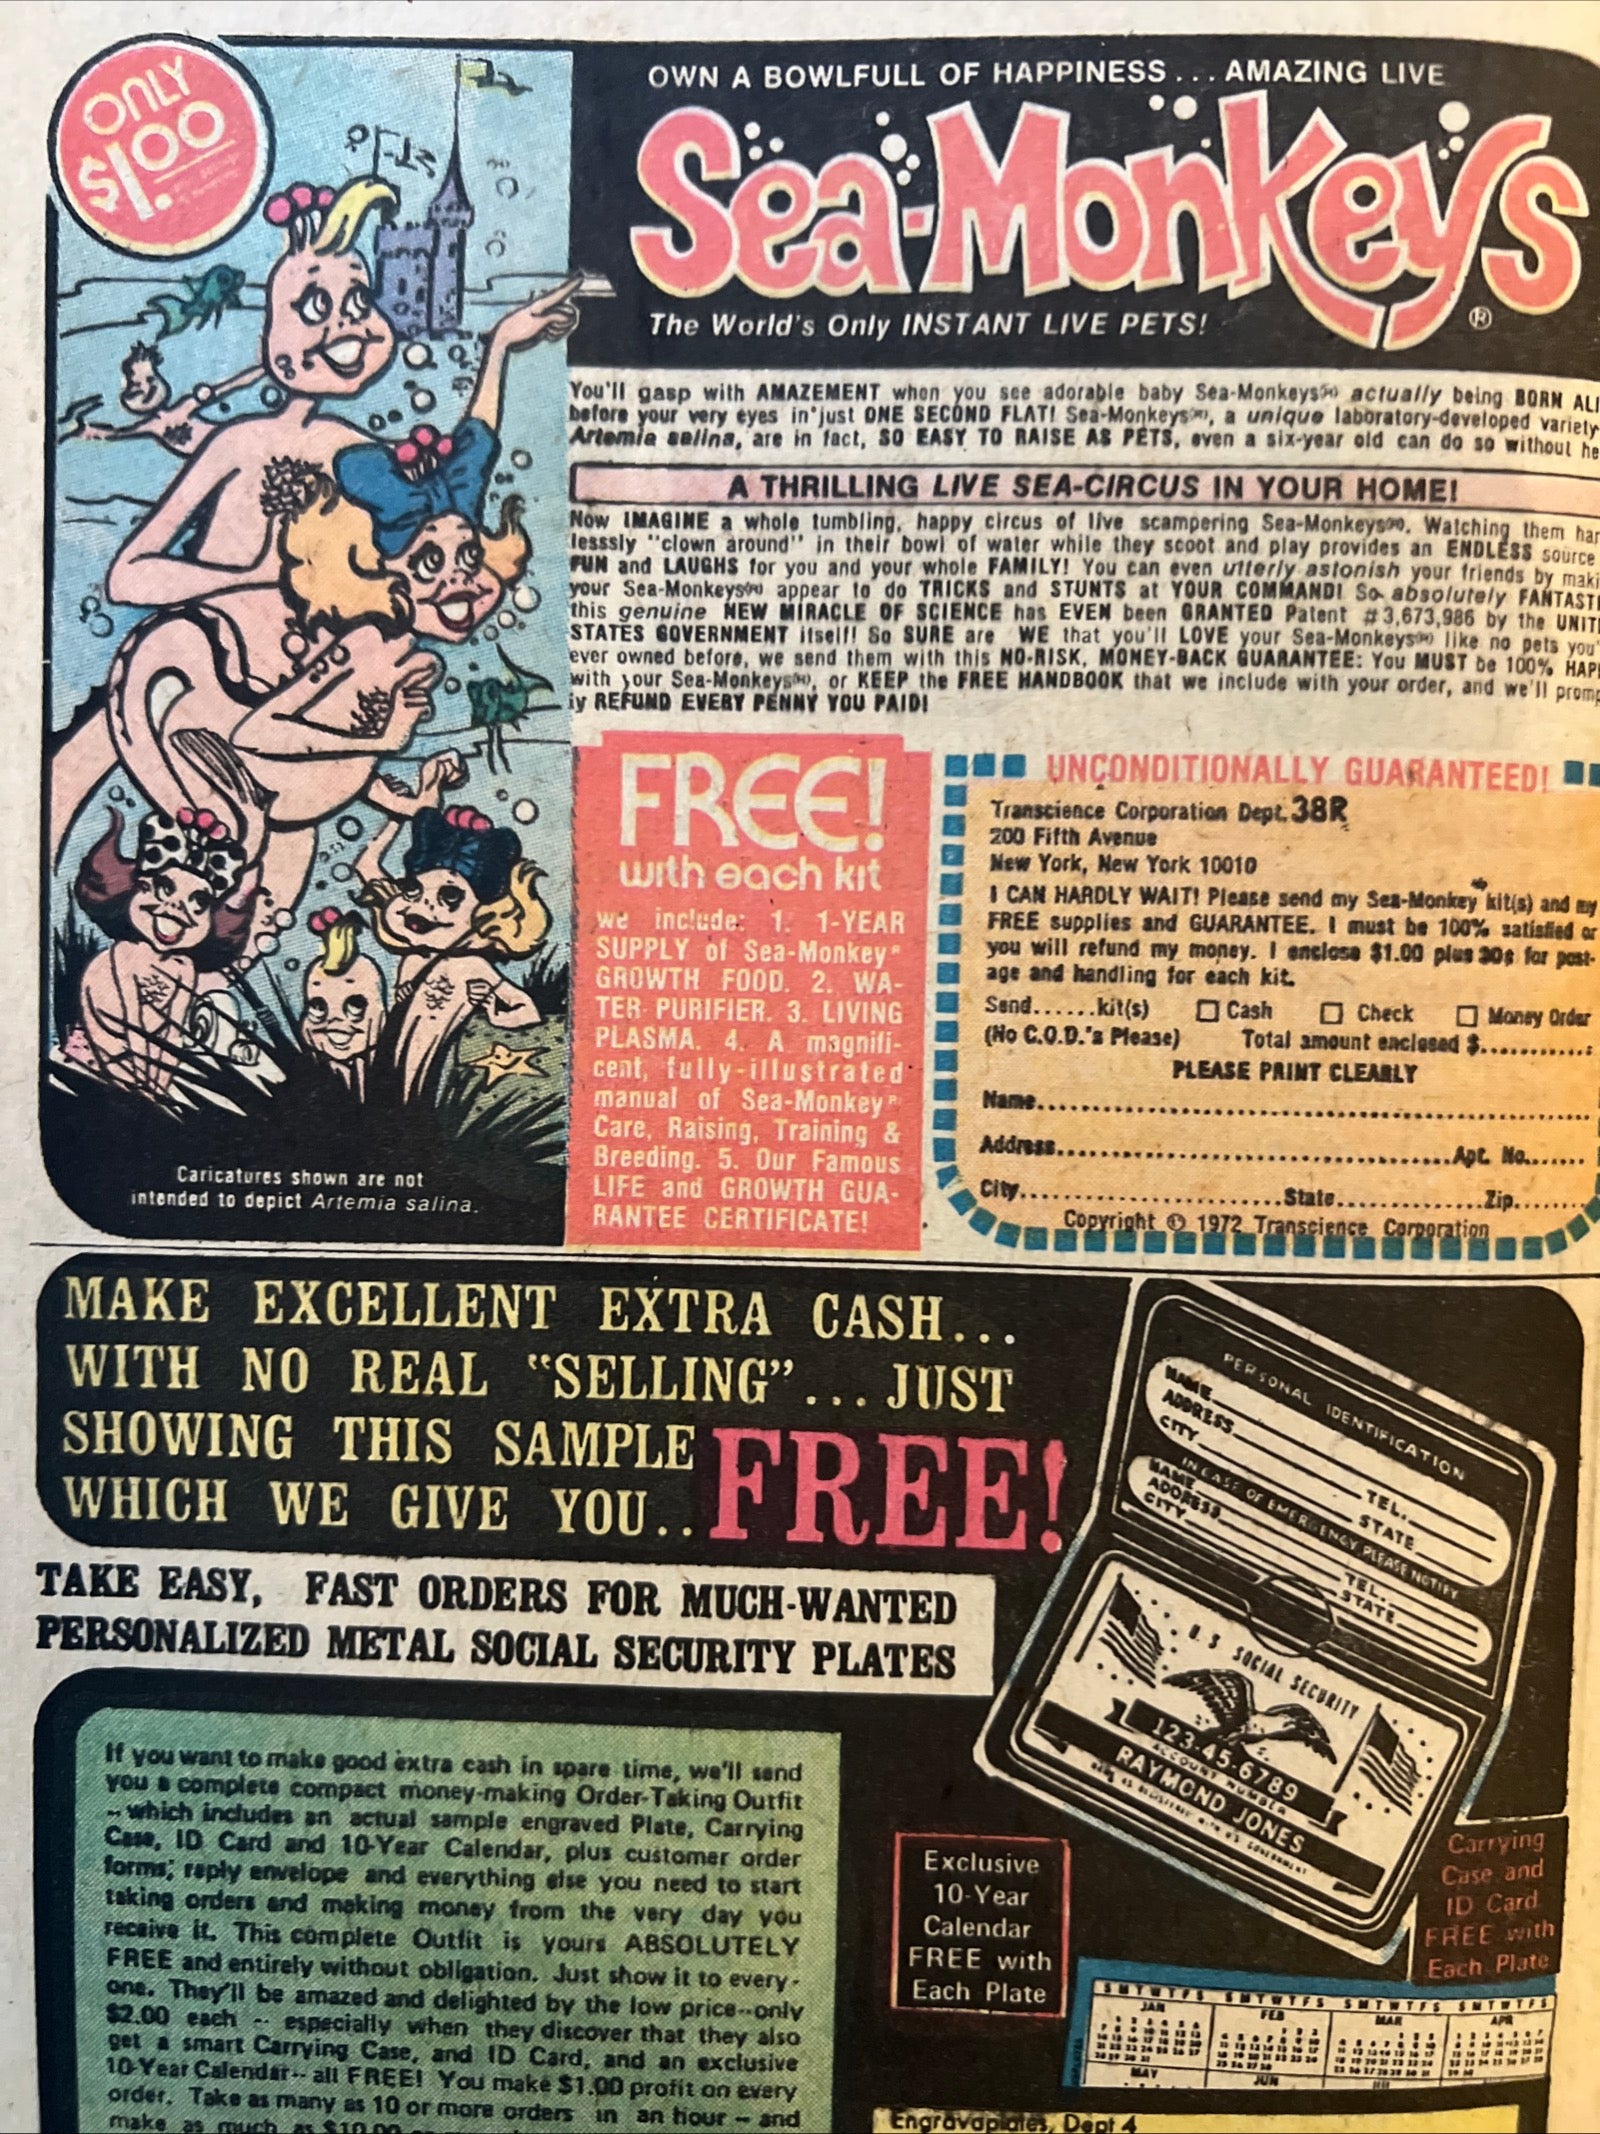 ONLY
$1.00
OWN A BOWLFULL OF HAPPINESS... AMAZING LIVE
Sea-Monkeys®
The World's Only INSTANT LIVE PETS!
You'll gasp with AMAZEMENT when you see adorable baby Sea-Monkeys actually being BORN
before your very eyes in just ONE SECOND FLAT! Sea-Monkeys, a unique laboratory-developed variety
Artemia salina, are in fact, SO EASY TO RAISE AS PETS, even a six-year old can do so without
A THRILLING LIVE SEA-CIRCUS IN YOUR HOME!
Now IMAGINE a whole tumbling, happy circus of live scampering Sea-Monkeys. Watching them
lesssly "clown around" in their bowl of water while they scoot and play provides an ENDLESS source
FUN and LAUGHS for you and your whole FAMILY! You can even utterly astonish your friends by
your Sea-Monkeys appear to do TRICKS and STUNTS at YOUR COMMAND! So absolutely
this genuine NEW MIRACLE OF SCIENCE has EVEN been GRANTED Patent #3,673,986 by the
STATES GOVERNMENT itself! So SURE are WE that you'll LOVE your Sea-Monkeys like no pets
ever owned before, we send them with this NO-RISK, MONEY-BACK GUARANTEE: You MUST be 100%
with your Sea-Monkeys, or KEEP the FREE HANDBOOK that we include with your order, and we'll
ly REFUND EVERY PENNY YOU PAID!
FREE!
with each kit
we include: 1. 1-YEAR
SUPPLY of Sea-Monkey®
GROWTH FOOD. 2. WA-
TER PURIFIER. 3. LIVING
PLASMA. 4. A magnifi-
cent, fully-illustrated
manual of Sea-Monkey®
Care, Raising, Training &
Breeding. 5. Our Famous
LIFE and GROWTH GUA-
RANTEE CERTIFICATE!
UNCONDITIONALLY GUARANTEED!
Transcience Corporation Dept. 38R
200 Fifth Avenue
New York, New York 10010
I CAN HARDLY WAIT! Please send my Sea-Monkey kit(s) and my
FREE supplies and GUARANTEE. I must be 100% satisfied or
you will refund my money. I enclose $1.00 plus 30¢ for post-
age and handling for each kit.
Send......kit(s) □ Cash □ Check □ Money Order
(No C.O.D.'s Please) Total amount enclosed $............
PLEASE PRINT CLEARLY
Name............................................................
Address..........................................Apt. No.......
City............................State................Zip........
Copyright © 1972 Transcience Corporation
Caricatures shown are not
intended to depict Artemia salina.
MAKE EXCELLENT EXTRA CASH...
WITH NO REAL "SELLING"...JUST
SHOWING THIS SAMPLE
WHICH WE GIVE YOU..FREE!
TAKE EASY, FAST ORDERS FOR MUCH-WANTED
PERSONALIZED METAL SOCIAL SECURITY PLATES
PERSONAL IDENTIFICATION
NAME
ADDRESS
CITY TEL.
STATE
IN CASE OF EMERGENCY PLEASE NOTIFY
NAME
ADDRESS
CITY TEL.
STATE
U.S SOCIAL SECURITY
123-45-6789
ACCOUNT NUMBER
RAYMOND JONES
If you want to make good extra cash in spare time, we'll send
you a complete compact money-making Order-Taking Outfit
-- which includes an actual sample engraved Plate, Carrying
Case, ID Card and 10-Year Calendar, plus customer order
forms, reply envelope and everything else you need to start
taking orders and making money from the very day you
receive it. This complete Outfit is yours ABSOLUTELY
FREE and entirely without obligation. Just show it to every-
one. They'll be amazed and delighted by the low price--only
$2.00 each -- especially when they discover that they also
get a smart Carrying Case, and ID Card, and an exclusive
10-Year Calendar-- all FREE! You make $1.00 profit on every
order. Take as many as 10 or more orders in an hour -- and
make as much as $10.00
Exclusive
10-Year
Calendar
FREE with
Each Plate
Carrying
Case and
ID Card
FREE with
Each Plate
S M T W T F S S M T W T F S S M T W T F S S M T W T F S
JAN FEB MAR APR
MAY JUN
Engravaplates, Dept 4